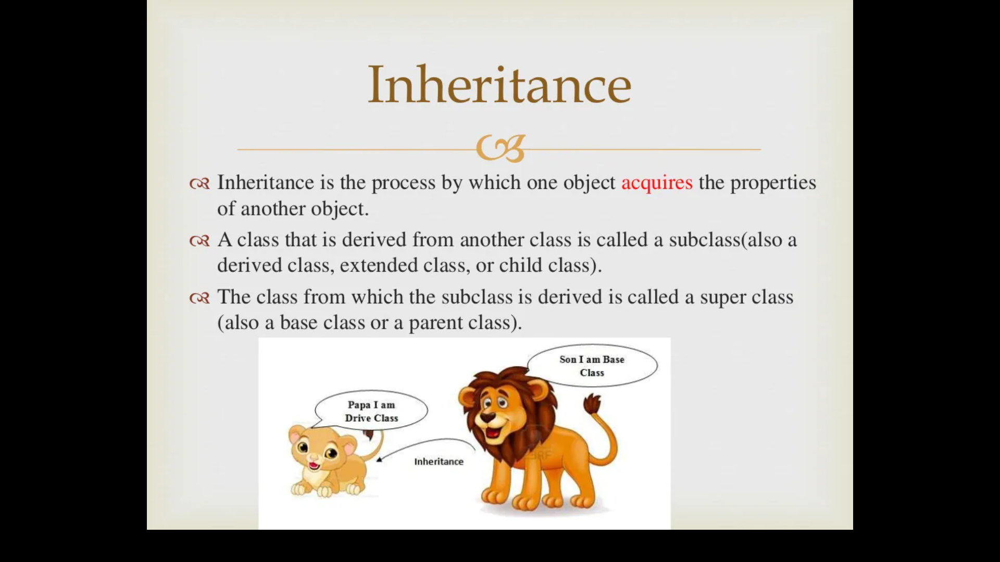 Inheritance
Inheritance is the process by which one object acquires the properties
of another object.
A class that is derived from another class is called a subclass(also a
derived class, extended class, or child class).
The class from which the subclass is derived is called a super class
(also a base class or a parent class).
Son I am Base
Class
Papa I am
Drive Class
Inheritance